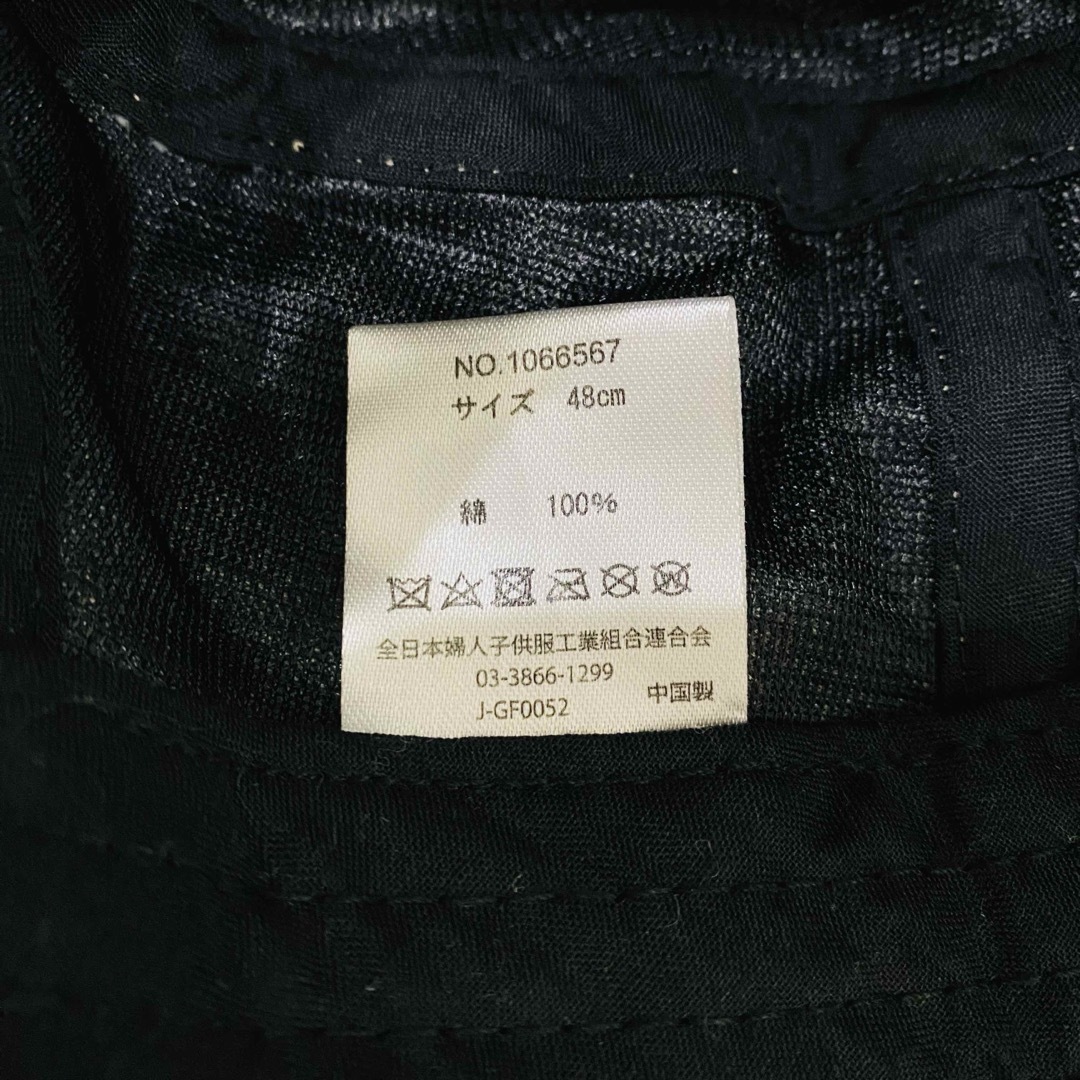 NO.1066567
サイズ 48cm
綿 100%
全日本婦人子供服工業組合連合会
03-3866-1299
J-GF0052 中国製